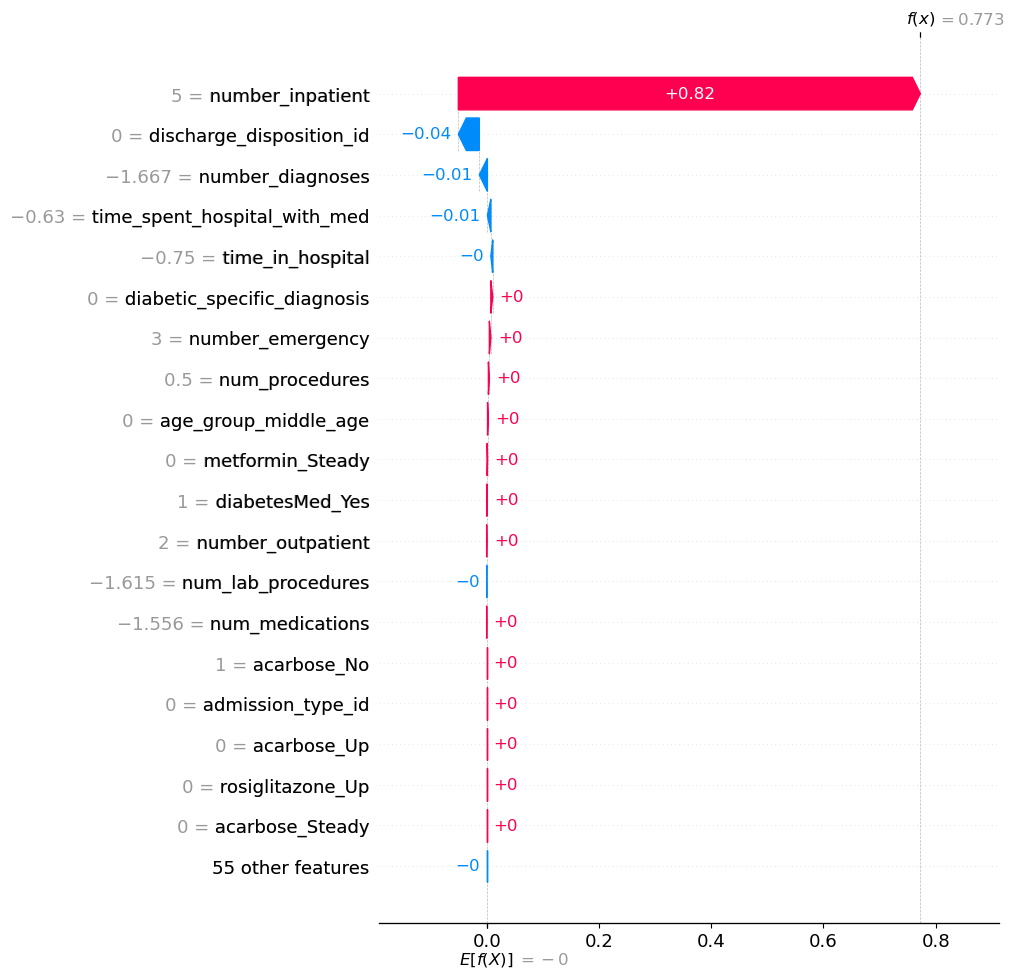 f(x) = 0.773
5 = number_inpatient +0.82
0 = discharge_disposition_id −0.04
−1.667 = number_diagnoses −0.01
−0.63 = time_spent_hospital_with_med −0.01
−0.75 = time_in_hospital −0
0 = diabetic_specific_diagnosis +0
3 = number_emergency +0
0.5 = num_procedures +0
0 = age_group_middle_age +0
0 = metformin_Steady +0
1 = diabetesMed_Yes +0
2 = number_outpatient +0
−1.615 = num_lab_procedures −0
−1.556 = num_medications +0
1 = acarbose_No +0
0 = admission_type_id +0
0 = acarbose_Up +0
0 = rosiglitazone_Up +0
0 = acarbose_Steady +0
55 other features −0
0.0 0.2 0.4 0.6 0.8
E[f(X)] = −0